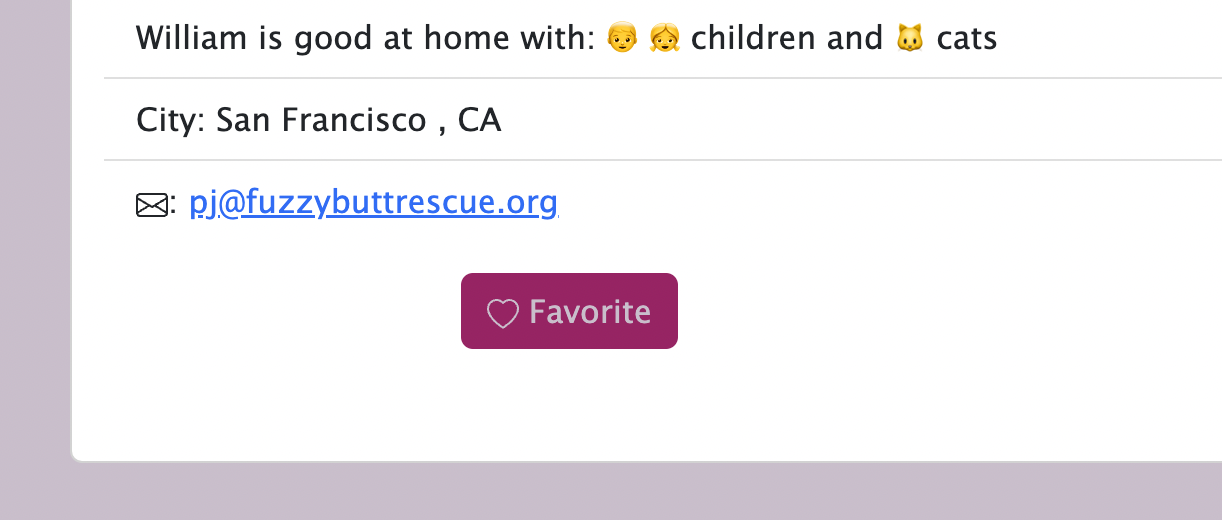 William is good at home with: 👦 👧 children and 🐱 cats
City: San Francisco , CA
✉: pj@fuzzybuttrescue.org
♡ Favorite